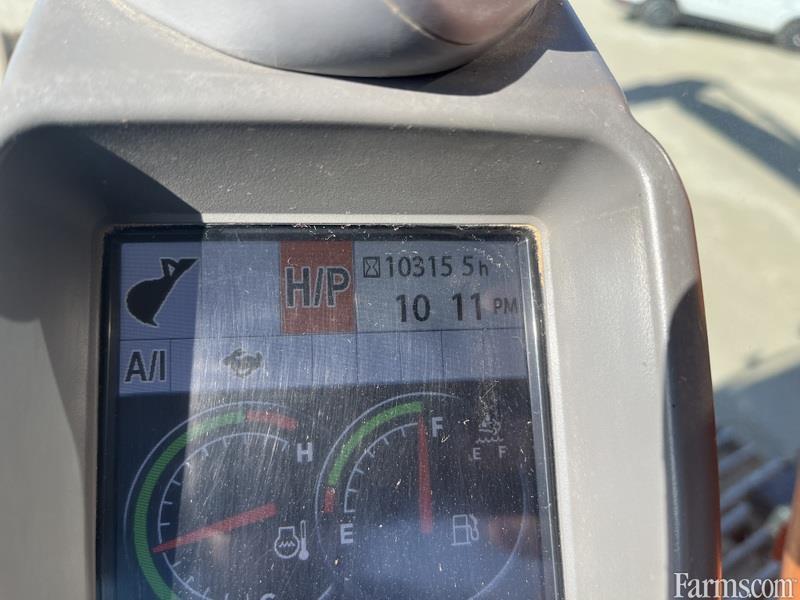 H/P
10315 5h
10 11 PM
A/I
H
F
E F
E
C
Farms.com